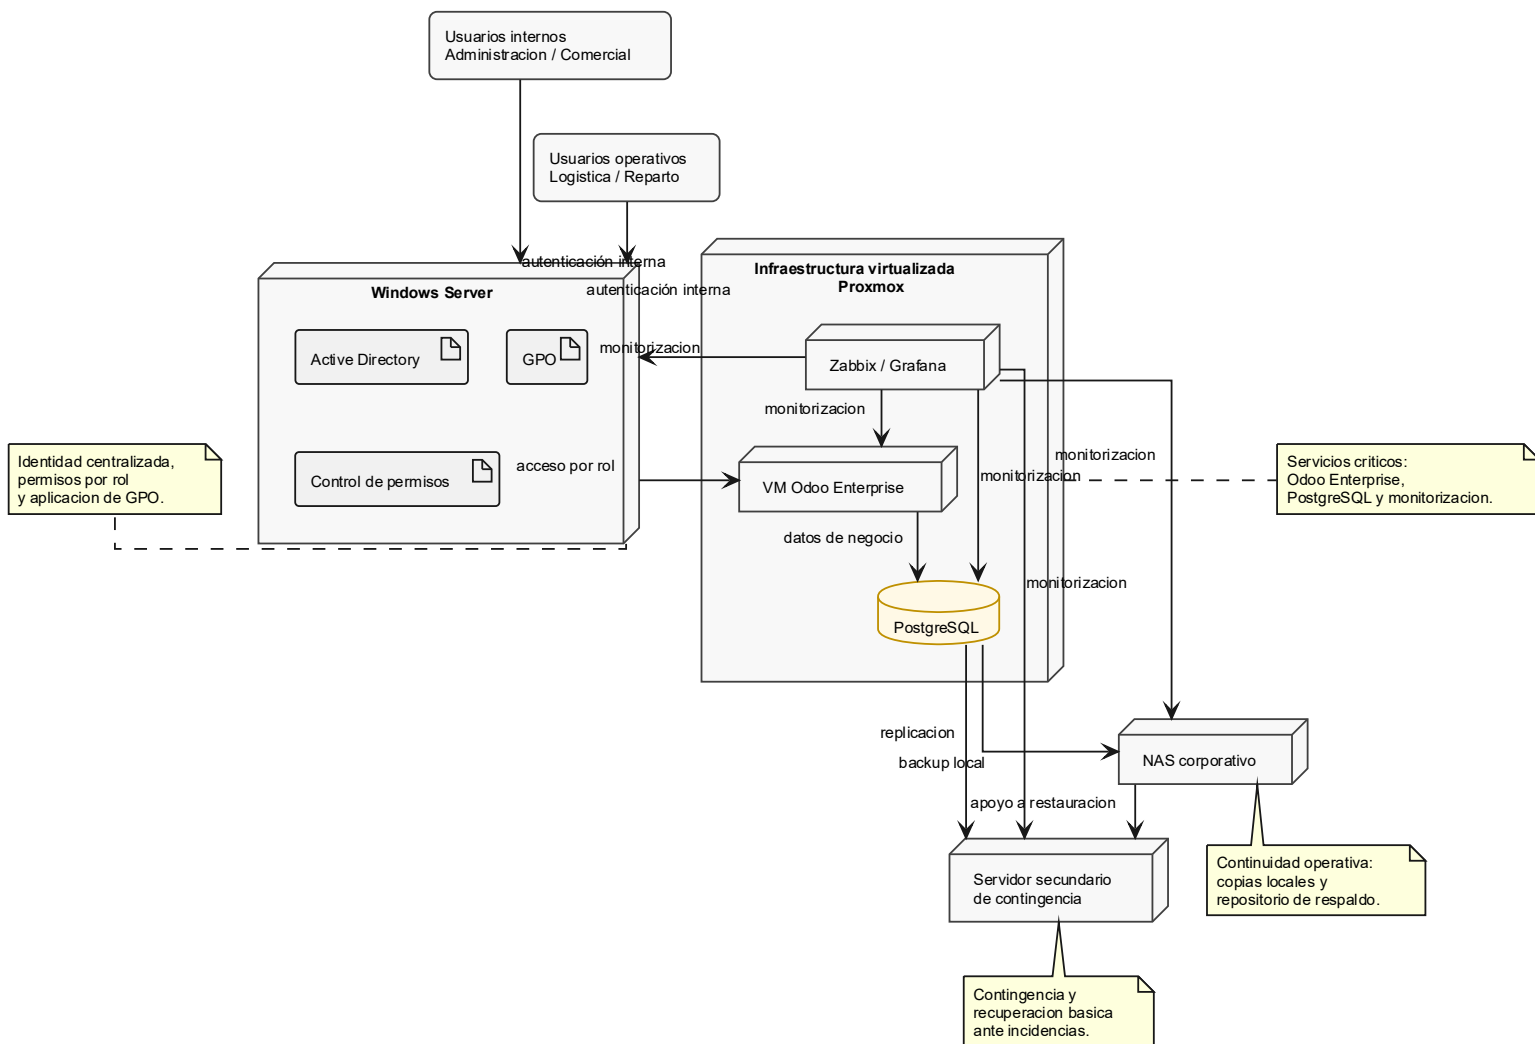 Usuarios internos
Administracion / Comercial
Usuarios operativos
Logistica / Reparto
autenticación interna
autenticación interna
Windows Server
Active Directory
GPO
Control de permisos
monitorizacion
acceso por rol
Identidad centralizada,
permisos por rol
y aplicacion de GPO.
Infraestructura virtualizada
Proxmox
Zabbix / Grafana
monitorizacion
VM Odoo Enterprise
monitorizacion
monitorizacion
datos de negocio
monitorizacion
PostgreSQL
Servicios criticos:
Odoo Enterprise,
PostgreSQL y monitorizacion.
replicacion
backup local
NAS corporativo
apoyo a restauracion
Servidor secundario
de contingencia
Continuidad operativa:
copias locales y
repositorio de respaldo.
Contingencia y
recuperacion basica
ante incidencias.